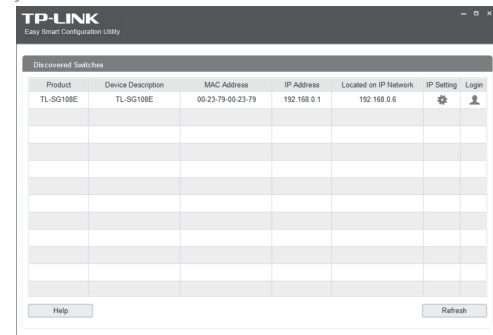 TP-LINK
Easy Smart Configuration Utility
Discovered Switches
Product Device Description MAC Address IP Address Located on IP Network IP Setting Login
TL-SG108E TL-SG108E 00-23-79-00-23-79 192.168.0.1 192.168.0.6
Help Refresh